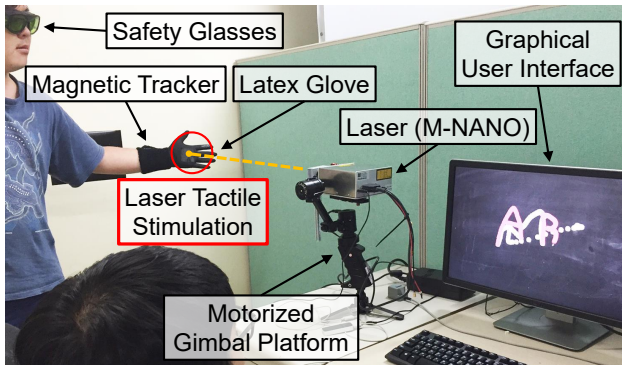 Safety Glasses
Graphical
User Interface
Magnetic Tracker
Latex Glove
Laser (M-NANO)
Laser Tactile
Stimulation
Motorized
Gimbal Platform